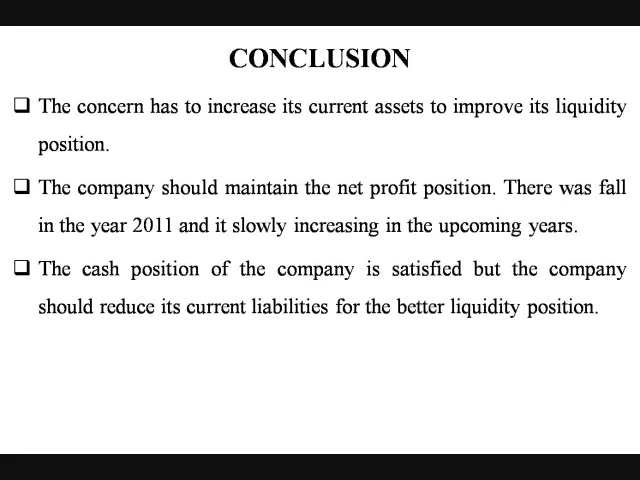 CONCLUSION
❑ The concern has to increase its current assets to improve its liquidity
position.
❑ The company should maintain the net profit position. There was fall
in the year 2011 and it slowly increasing in the upcoming years.
❑ The cash position of the company is satisfied but the company
should reduce its current liabilities for the better liquidity position.